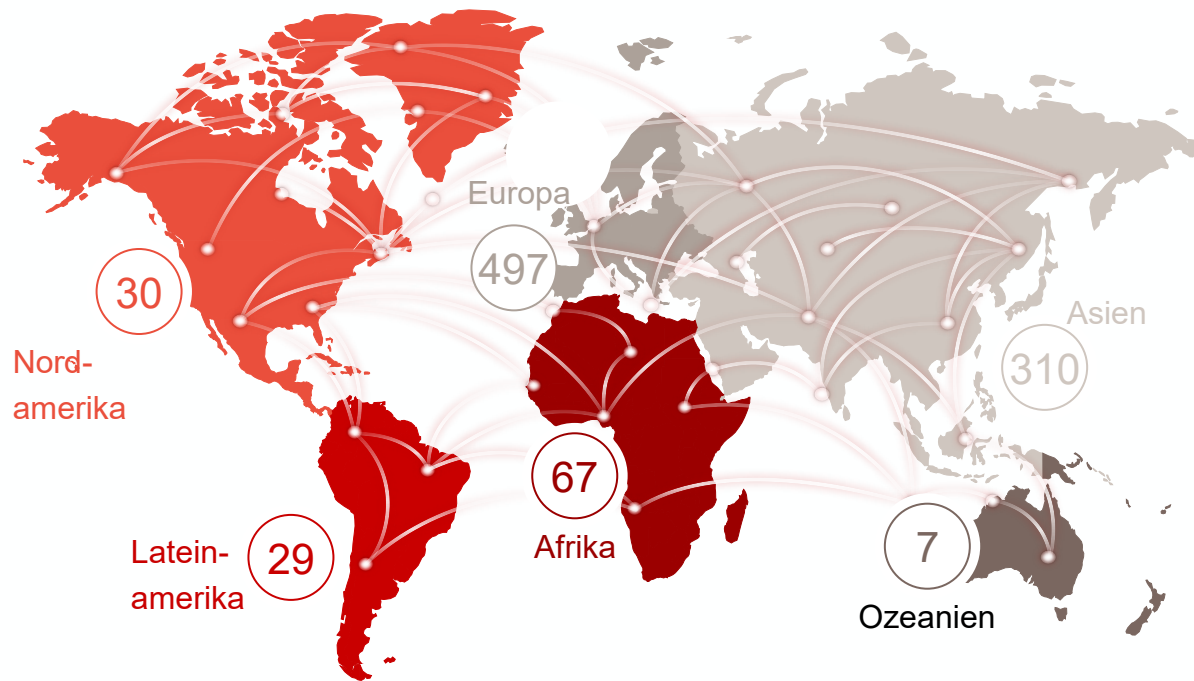 Europa
497
30
Nord-
amerika
Asien
310
67
Afrika
Latein-
amerika
29
7
Ozeanien